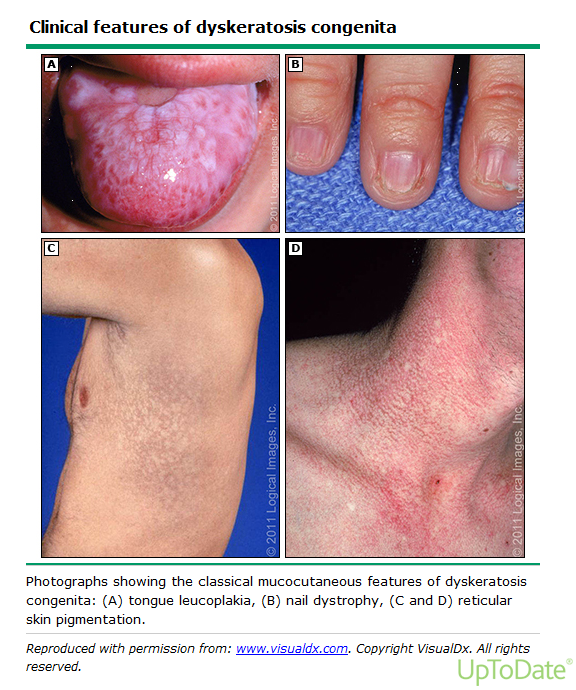 Clinical features of dyskeratosis congenita
A
© 2011 Logical Images, Inc.
B
© 2011 Logical Images, Inc.
C
© 2011 Logical Images, Inc.
D
© 2011 Logical Images, Inc.
Photographs showing the classical mucocutaneous features of dyskeratosis
congenita: (A) tongue leucoplakia, (B) nail dystrophy, (C and D) reticular
skin pigmentation.
Reproduced with permission from: www.visualdx.com. Copyright VisualDx. All rights
reserved.
UpToDate®